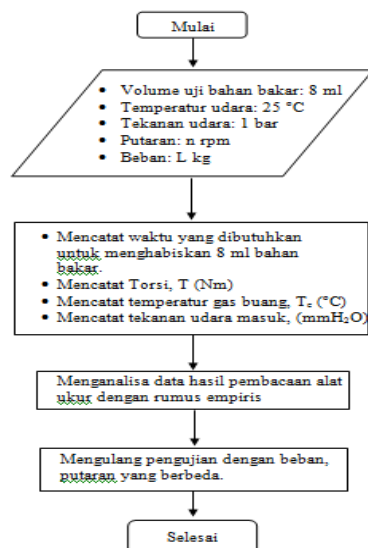 Mulai
• Volume uji bahan bakar: 8 ml
• Temperatur udara: 25 °C
• Tekanan udara: 1 bar
• Putaran: n rpm
• Beban: L kg
• Mencatat waktu yang dibutuhkan
untuk menghabiskan 8 ml bahan
bakar.
• Mencatat Torsi, T (Nm)
• Mencatat temperatur gas buang, Te (°C)
• Mencatat tekanan udara masuk, (mmH₂O)
Menganalisa data hasil pembacaan alat
ukur dengan rumus empiris
Mengulang pengujian dengan beban,
putaran yang berbeda.
Selesai